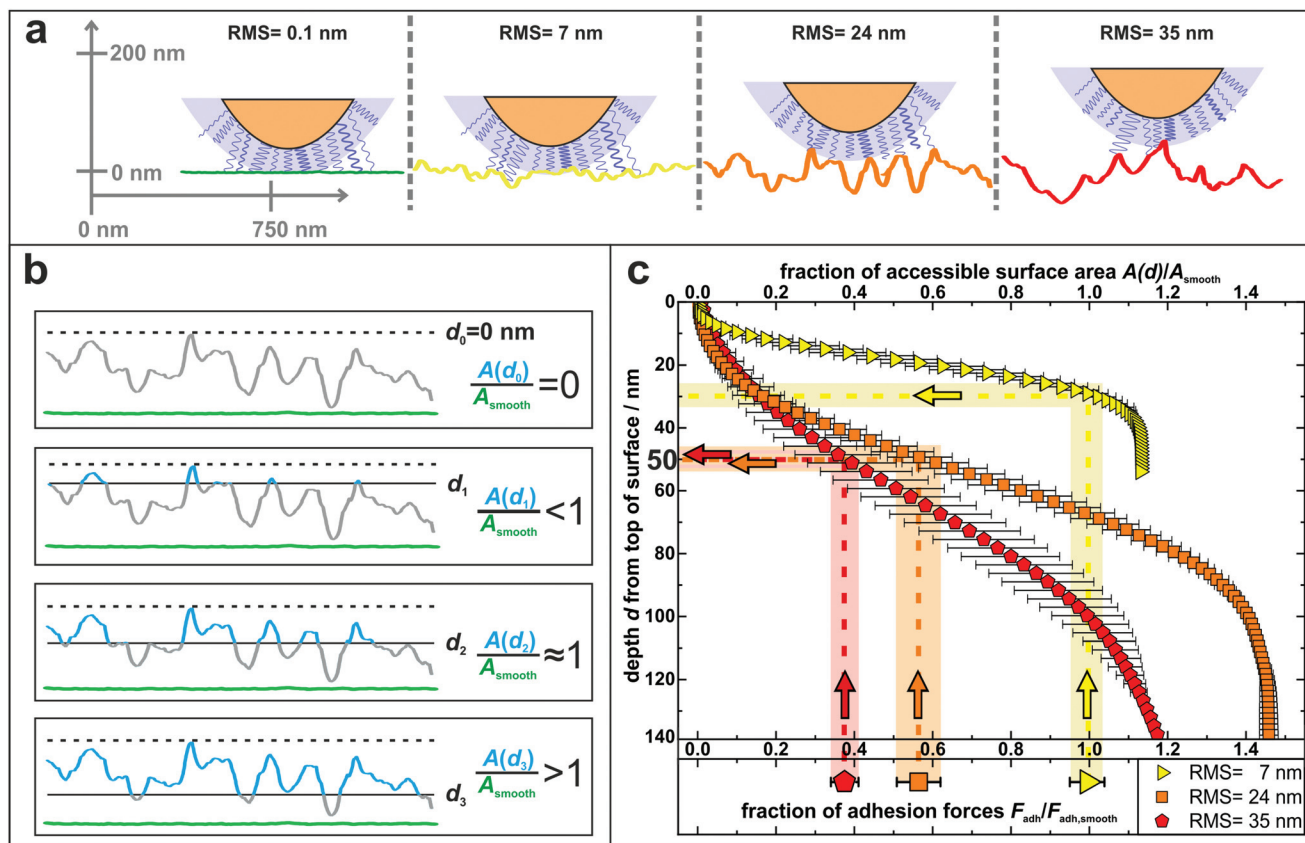 a
RMS= 0.1 nm
RMS= 7 nm
RMS= 24 nm
RMS= 35 nm
200 nm
0 nm
0 nm
750 nm
b
d₀=0 nm
A(d₀)/Aₛₘₒₒₜₕ =0
d₁
A(d₁)/Aₛₘₒₒₜₕ <1
d₂
A(d₂)/Aₛₘₒₒₜₕ ≈1
d₃
A(d₃)/Aₛₘₒₒₜₕ >1
c
fraction of accessible surface area A(d)/Aₛₘₒₒₜₕ
0.0 0.2 0.4 0.6 0.8 1.0 1.2 1.4
depth d from top of surface / nm
0
20
40
50
60
80
100
120
140
0.0 0.2 0.4 0.6 0.8 1.0 1.2 1.4
fraction of adhesion forces F_adh/F_adh,smooth
RMS= 7 nm
RMS= 24 nm
RMS= 35 nm